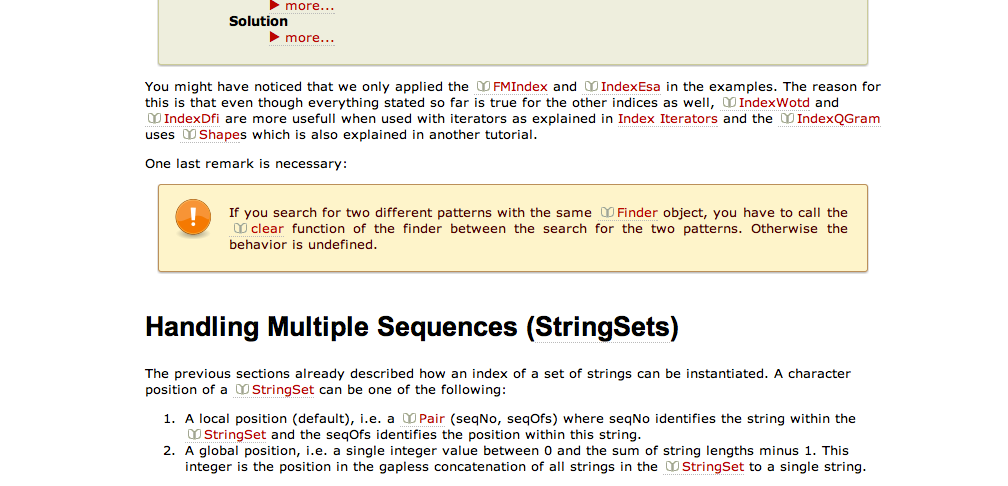 more...
Solution
more...
You might have noticed that we only applied the FMIndex and IndexEsa in the examples. The reason for
this is that even though everything stated so far is true for the other indices as well, IndexWotd and
IndexDfi are more usefull when used with iterators as explained in Index Iterators and the IndexQGram
uses Shapes which is also explained in another tutorial.
One last remark is necessary:
If you search for two different patterns with the same Finder object, you have to call the
clear function of the finder between the search for the two patterns. Otherwise the
behavior is undefined.
Handling Multiple Sequences (StringSets)
The previous sections already described how an index of a set of strings can be instantiated. A character
position of a StringSet can be one of the following:
1. A local position (default), i.e. a Pair (seqNo, seqOfs) where seqNo identifies the string within the
StringSet and the seqOfs identifies the position within this string.
2. A global position, i.e. a single integer value between 0 and the sum of string lengths minus 1. This
integer is the position in the gapless concatenation of all strings in the StringSet to a single string.